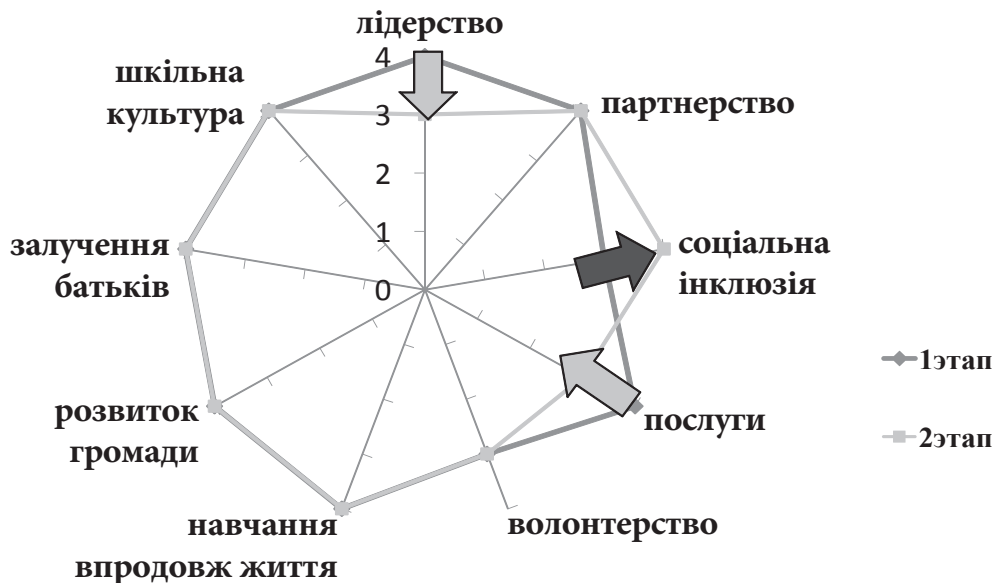 лідерство
4
3
2
1
0
партнерство
соціальна
інклюзія
послуги
волонтерство
навчання
впродовж життя
розвиток
громади
залучення
батьків
шкільна
культура
1этап
2этап